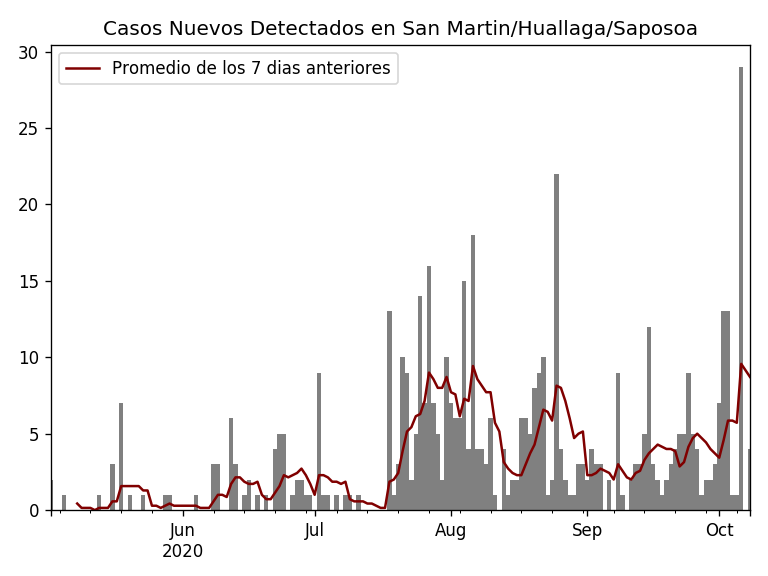 Casos Nuevos Detectados en San Martin/Huallaga/Saposoa
Promedio de los 7 dias anteriores
30
25
20
15
10
5
0
Jun
2020
Jul
Aug
Sep
Oct